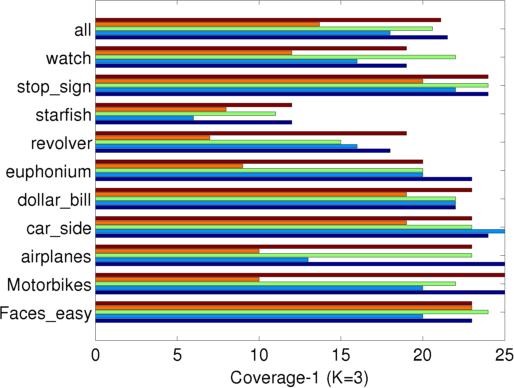 all
watch
stop_sign
starfish
revolver
euphonium
dollar_bill
car_side
airplanes
Motorbikes
Faces_easy
0 5 10 15 20 25
Coverage-1 (K=3)